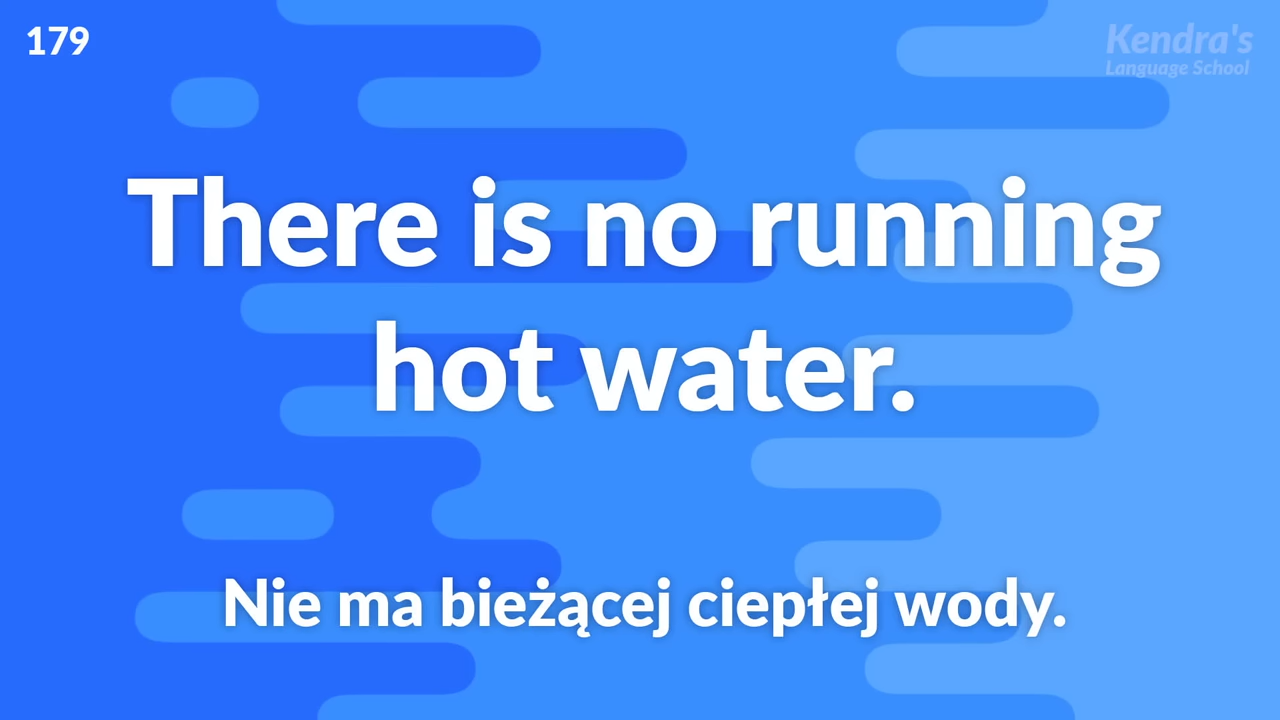 179
Kendra's
Language School
There is no running
hot water.
Nie ma bieżącej ciepłej wody.